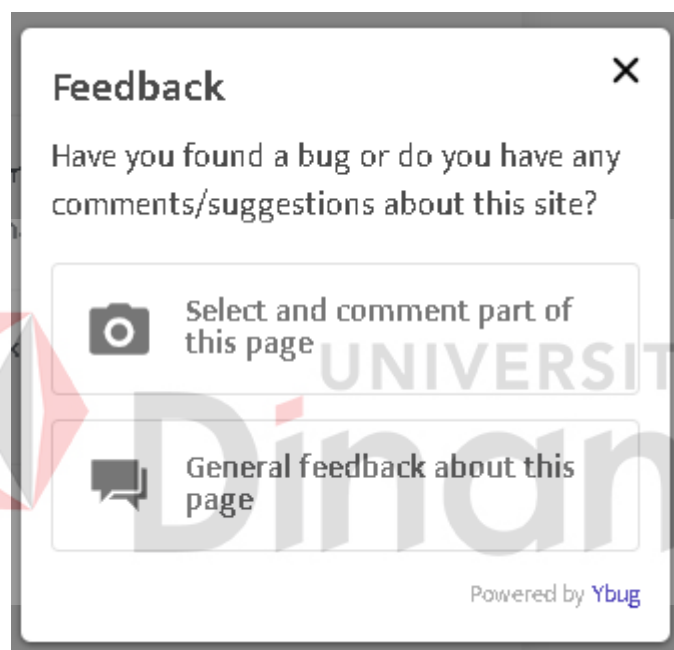 Feedback
Have you found a bug or do you have any
comments/suggestions about this site?
Select and comment part of
this page
UNIVERSIT
Dinan
General feedback about this
page
Powered by Ybug